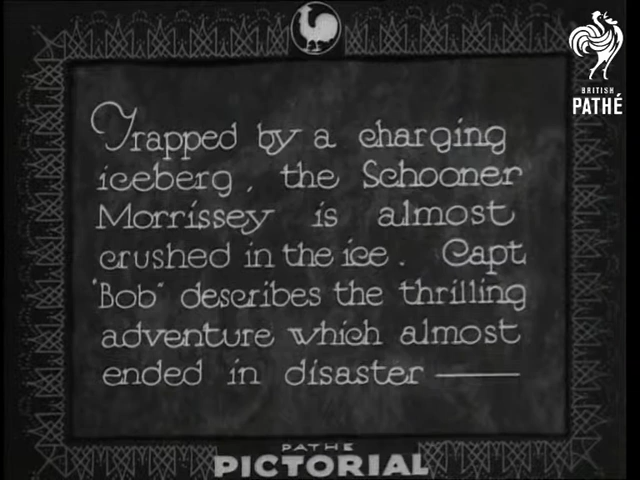 BRITISH
PATHÉ
Trapped by a charging
iceberg, the Schooner
Morrissey is almost
crushed in the ice. Capt
"Bob" describes the thrilling
adventure which almost
ended in disaster —
PATHE
PICTORIAL